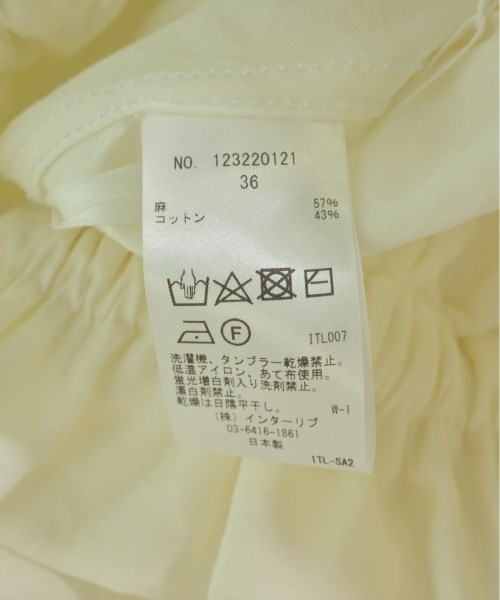 NO. 123220121
36
麻 57%
コットン 43%
F
ITL007
洗濯機、タンブラー乾燥禁止。
低温アイロン、あて布使用。
蛍光増白剤入り洗剤禁止。
漂白剤禁止。
乾燥は日陰平干し。 W-1
(株) インターリブ
03-6416-1861
日本製
ITL-SA2